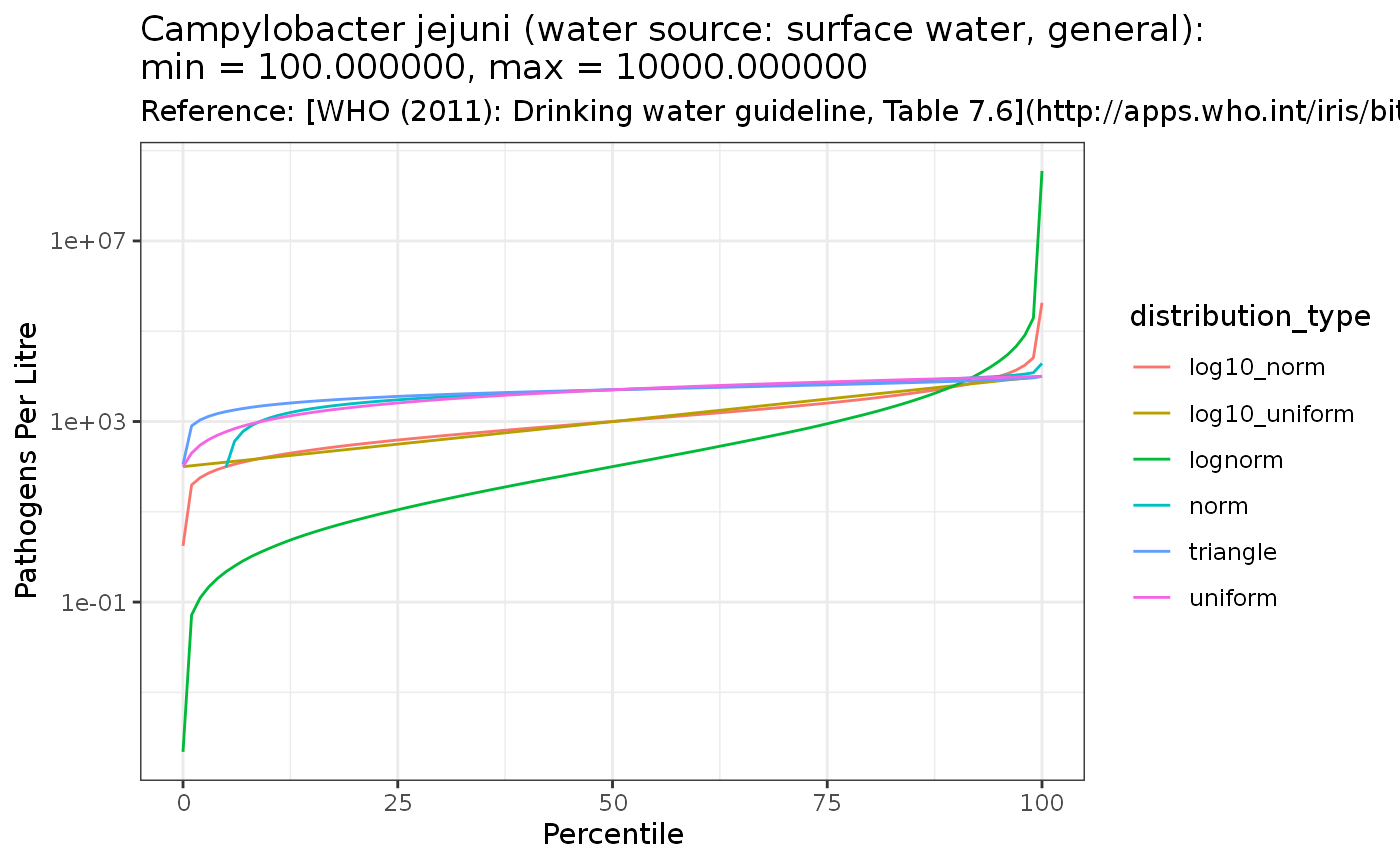 Campylobacter jejuni (water source: surface water, general):
min = 100.000000, max = 10000.000000
Reference: [WHO (2011): Drinking water guideline, Table 7.6](http://apps.who.int/iris/bit
1e+07
1e+03
1e-01
Pathogens Per Litre
0
25
50
75
100
Percentile
distribution_type
log10_norm
log10_uniform
lognorm
norm
triangle
uniform